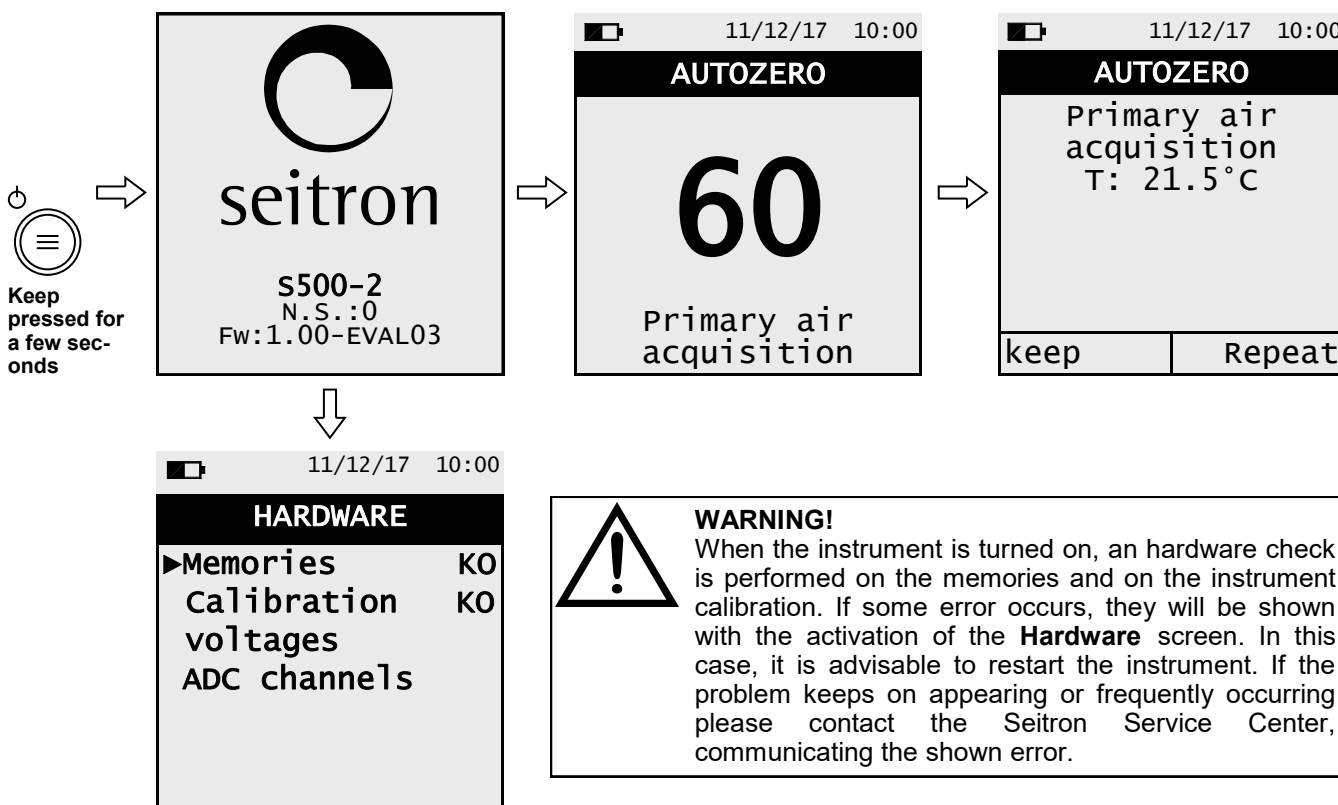 Keep
pressed for
a few sec-
onds
seitron
S500-2
N.S.:0
Fw:1.00-EVAL03
11/12/17 10:00
AUTOZERO
60
Primary air
acquisition
11/12/17 10:00
AUTOZERO
Primary air
acquisition
T: 21.5°C
keep Repeat
11/12/17 10:00
HARDWARE
►Memories KO
Calibration KO
voltages
ADC channels
WARNING!
When the instrument is turned on, an hardware check
is performed on the memories and on the instrument
calibration. If some error occurs, they will be shown
with the activation of the Hardware screen. In this
case, it is advisable to restart the instrument. If the
problem keeps on appearing or frequently occurring
please contact the Seitron Service Center,
communicating the shown error.